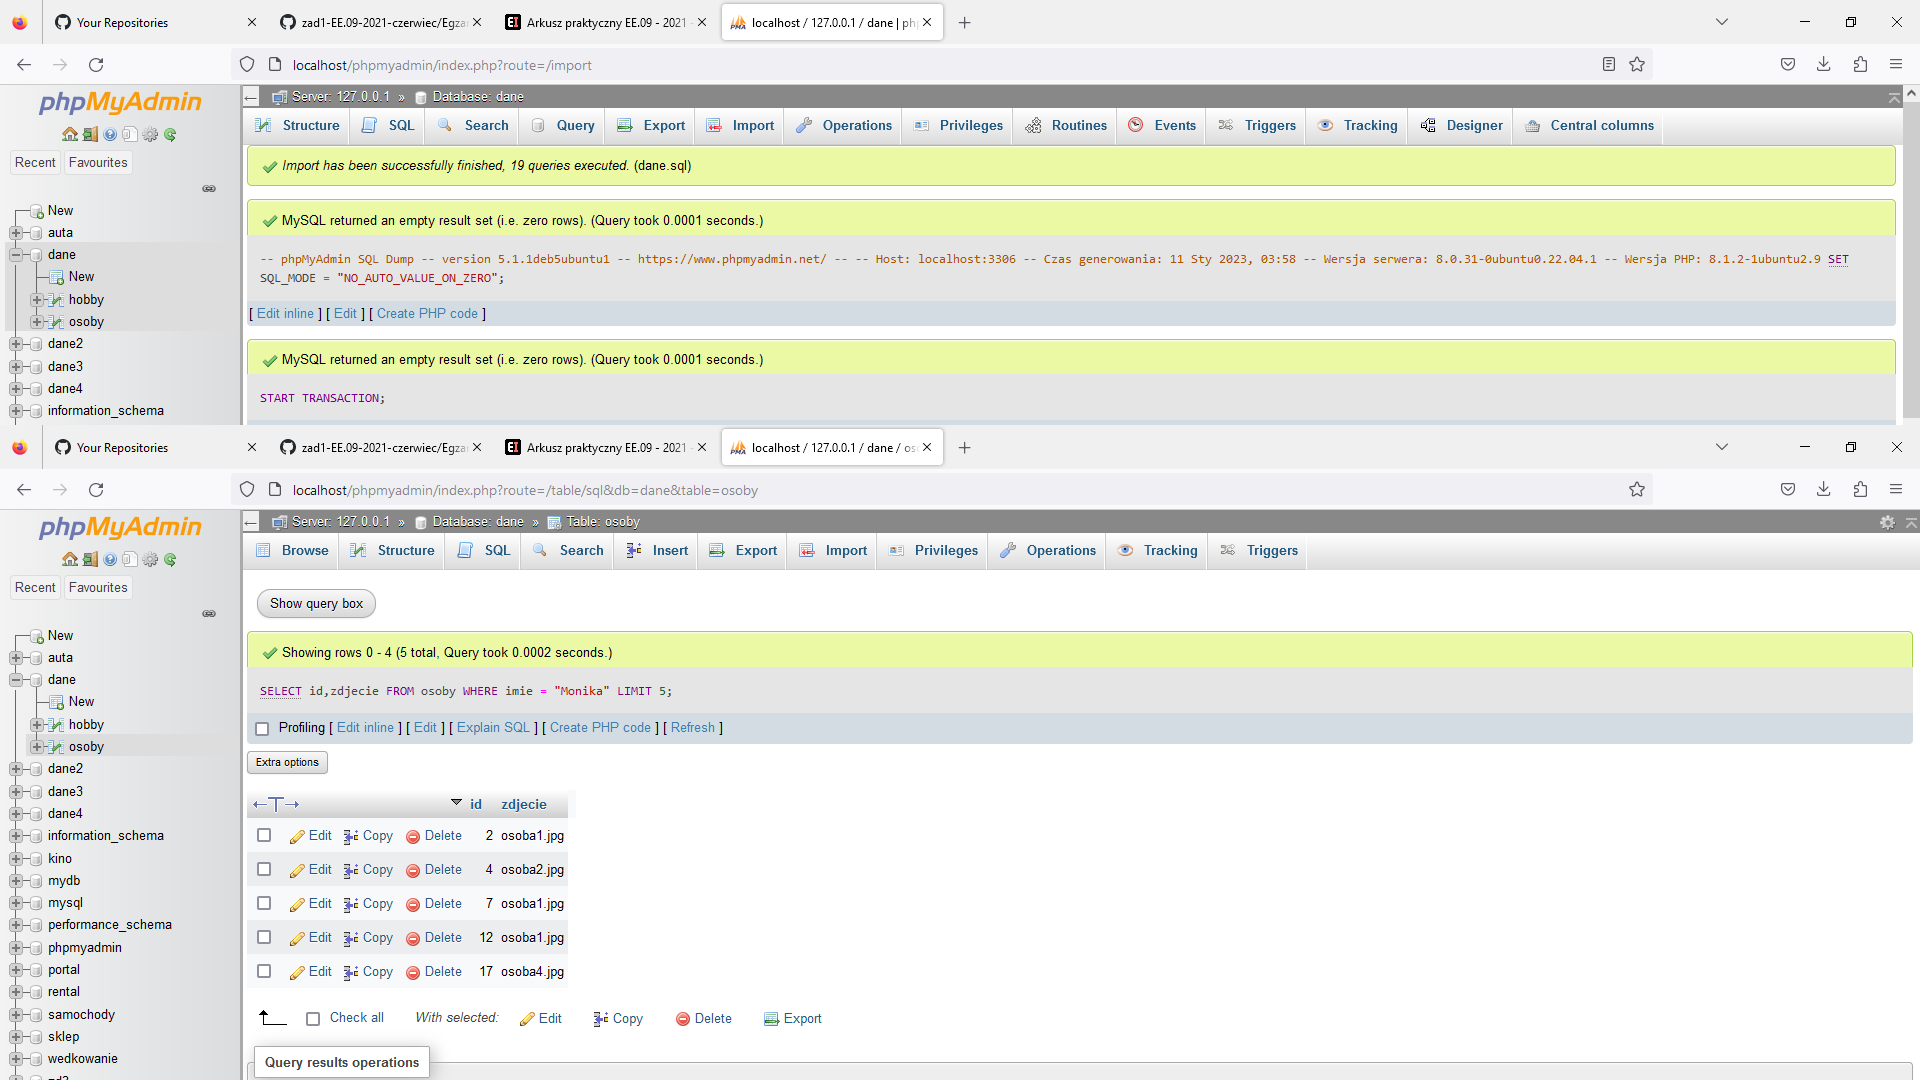 Your Repositories
zad1-EE.09-2021-czerwiec/Egza
Arkusz praktyczny EE.09 - 2021 -
localhost / 127.0.0.1 / dane | ph
localhost/phpmyadmin/index.php?route=/import
phpMyAdmin
Recent Favourites
New
auta
dane
New
hobby
osoby
dane2
dane3
dane4
information_schema
Server: 127.0.0.1 » Database: dane
Structure SQL Search Query Export Import Operations Privileges Routines Events Triggers Tracking Designer Central columns
Import has been successfully finished, 19 queries executed. (dane.sql)
MySQL returned an empty result set (i.e. zero rows). (Query took 0.0001 seconds.)
-- phpMyAdmin SQL Dump -- version 5.1.1deb5ubuntu1 -- https://www.phpmyadmin.net/ -- -- Host: localhost:3306 -- Czas generowania: 11 Sty 2023, 03:58 -- Wersja serwera: 8.0.31-0ubuntu0.22.04.1 -- Wersja PHP: 8.1.2-1ubuntu2.9 SET
SQL_MODE = "NO_AUTO_VALUE_ON_ZERO";
[ Edit inline ] [ Edit ] [ Create PHP code ]
MySQL returned an empty result set (i.e. zero rows). (Query took 0.0001 seconds.)
START TRANSACTION;
Your Repositories
zad1-EE.09-2021-czerwiec/Egza
Arkusz praktyczny EE.09 - 2021 -
localhost / 127.0.0.1 / dane / os
localhost/phpmyadmin/index.php?route=/table/sql&db=dane&table=osoby
phpMyAdmin
Recent Favourites
New
auta
dane
New
hobby
osoby
dane2
dane3
dane4
information_schema
kino
mydb
mysql
performance_schema
phpmyadmin
portal
rental
samochody
sklep
wedkowanie
Server: 127.0.0.1 » Database: dane » Table: osoby
Browse Structure SQL Search Insert Export Import Privileges Operations Tracking Triggers
Show query box
Showing rows 0 - 4 (5 total, Query took 0.0002 seconds.)
SELECT id,zdjecie FROM osoby WHERE imie = "Monika" LIMIT 5;
Profiling [ Edit inline ] [ Edit ] [ Explain SQL ] [ Create PHP code ] [ Refresh ]
Extra options
←T→ id zdjecie
Edit Copy Delete 2 osoba1.jpg
Edit Copy Delete 4 osoba2.jpg
Edit Copy Delete 7 osoba1.jpg
Edit Copy Delete 12 osoba1.jpg
Edit Copy Delete 17 osoba4.jpg
Check all With selected: Edit Copy Delete Export
Query results operations